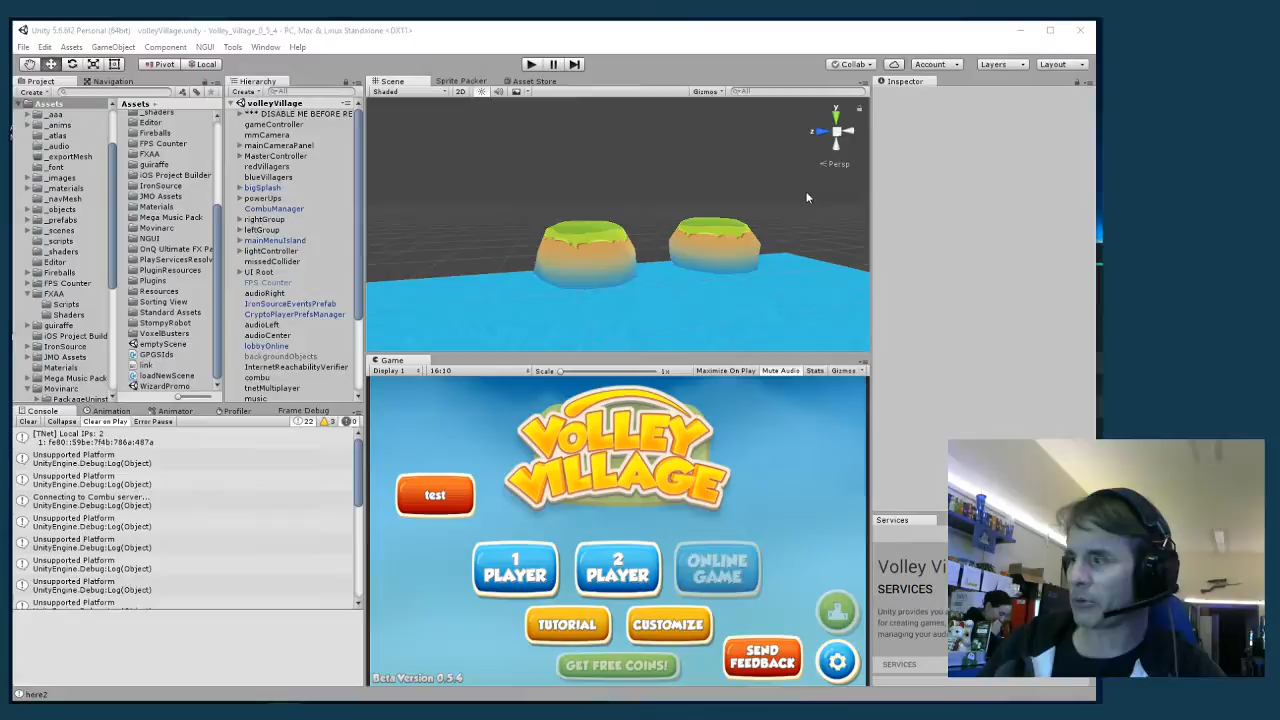 Unity 5.6.6f2 Personal (64bit) - volleyVillage.unity - Volley_Village_0_5_4 - PC, Mac & Linux Standalone <DX11>
File Edit Assets GameObject Component NGUI Tools Window Help
Pivot Local Collab Account Layers Layout
Project Navigation
Create
Assets
_aaa
_anims
_atlas
_audio
_exportMesh
_font
_images
_materials
_navMesh
_objects
_prefabs
_scenes
_scripts
_shaders
Editor
Fireballs
FPS Counter
FXAA
Scripts
Shaders
guiraffe
iOS Project Build
IronSource
JMO Assets
Materials
Mega Music Pack
Movinarc
PackageUninst
Assets
_shaders
Editor
Fireballs
FPS Counter
FXAA
guiraffe
iOS Project Builder
IronSource
JMO Assets
Materials
Mega Music Pack
Movinarc
NGUI
OnQ Ultimate FX Pa
PlayServicesResolv
PluginResources
Plugins
Resources
Sorting View
Standard Assets
StompyRobot
VoxelBusters
emptyScene
GPGSIds
link
loadNewScene
WizardPromo
Hierarchy
Create All
volleyVillage
*** DISABLE ME BEFORE RE
gameController
mmCamera
mainCameraPanel
MasterController
redVillagers
blueVillagers
bigSplash
powerUps
CombuManager
rightGroup
leftGroup
mainMenuIsland
lightController
missedCollider
UI Root
FPS Counter
audioRight
IronSourceEventsPrefab
CryptoPlayerPrefsManager
audioLeft
audioCenter
lobbyOnline
backgroundObjects
InternetReachabilityVerifier
combu
tnetMultiplayer
music
Scene Sprite Packer Asset Store
Shaded 2D Gizmos All
y
z
Persp
Game
Display 1 16:10 Scale 1x Maximize On Play Mute Audio Stats Gizmos
VOLLEY
VILLAGE
test
1
PLAYER
2
PLAYER
ONLINE
GAME
TUTORIAL
CUSTOMIZE
GET FREE COINS!
SEND
FEEDBACK
Beta Version 0.5.4
Inspector
Services
Volley Vi
SERVICES
Unity provides you a
for creating games,
managing your aud
SERVICES
Console Animation Animator Profiler Frame Debug
Clear Collapse Clear on Play Error Pause 22 3 0
[TNet] Local IPs: 2
1: fe80::59be:7f4b:786a:487a
Unsupported Platform
UnityEngine.Debug:Log(Object)
Unsupported Platform
UnityEngine.Debug:Log(Object)
Connecting to Combu server...
UnityEngine.Debug:Log(Object)
Unsupported Platform
UnityEngine.Debug:Log(Object)
Unsupported Platform
UnityEngine.Debug:Log(Object)
Unsupported Platform
UnityEngine.Debug:Log(Object)
Unsupported Platform
UnityEngine.Debug:Log(Object)
Unsupported Platform
here2